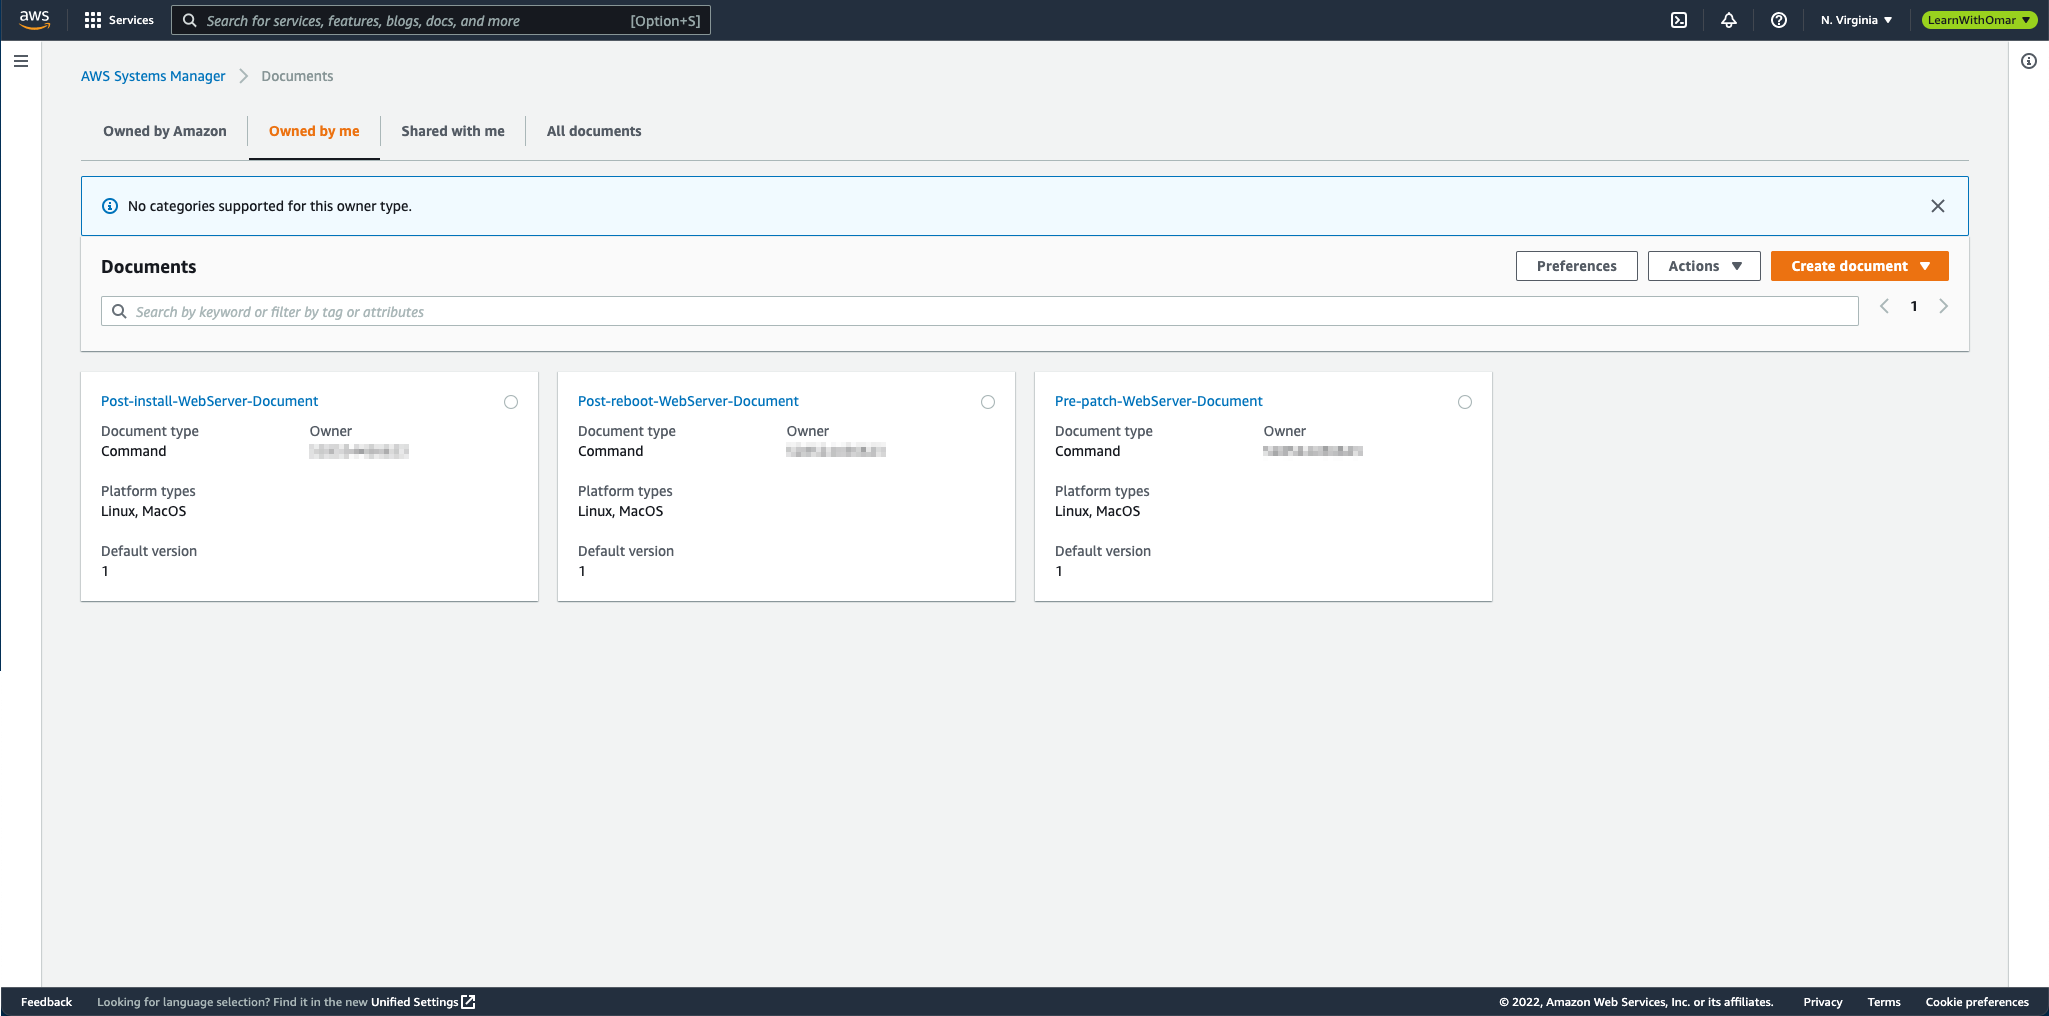 aws Services Search for services, features, blogs, docs, and more [Option+S] N. Virginia LearnWithOmar
AWS Systems Manager Documents
Owned by Amazon Owned by me Shared with me All documents
No categories supported for this owner type.
Documents Preferences Actions Create document
Search by keyword or filter by tag or attributes 1
Post-install-WebServer-Document
Document type Owner
Command
Platform types
Linux, MacOS
Default version
1
Post-reboot-WebServer-Document
Document type Owner
Command
Platform types
Linux, MacOS
Default version
1
Pre-patch-WebServer-Document
Document type Owner
Command
Platform types
Linux, MacOS
Default version
1
Feedback Looking for language selection? Find it in the new Unified Settings © 2022, Amazon Web Services, Inc. or its affiliates. Privacy Terms Cookie preferences